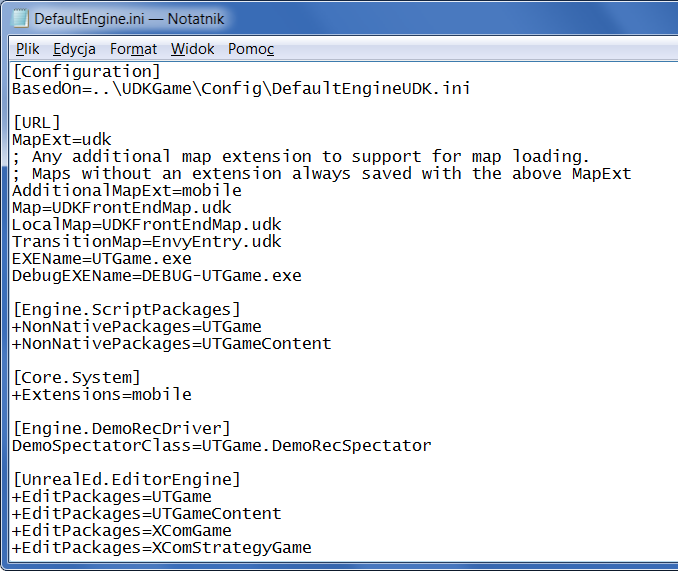 DefaultEngine.ini — Notatnik
Plik Edycja Format Widok Pomoc
[Configuration]
BasedOn=..\UDKGame\Config\DefaultEngineUDK.ini
[URL]
MapExt=udk
; Any additional map extension to support for map loading.
; Maps without an extension always saved with the above MapExt
AdditionalMapExt=mobile
Map=UDKFrontEndMap.udk
LocalMap=UDKFrontEndMap.udk
TransitionMap=EnvyEntry.udk
EXEName=UTGame.exe
DebugEXEName=DEBUG-UTGame.exe
[Engine.ScriptPackages]
+NonNativePackages=UTGame
+NonNativePackages=UTGameContent
[Core.System]
+Extensions=mobile
[Engine.DemoRecDriver]
DemoSpectatorClass=UTGame.DemoRecSpectator
[UnrealEd.EditorEngine]
+EditPackages=UTGame
+EditPackages=UTGameContent
+EditPackages=XComGame
+EditPackages=XComStrategyGame